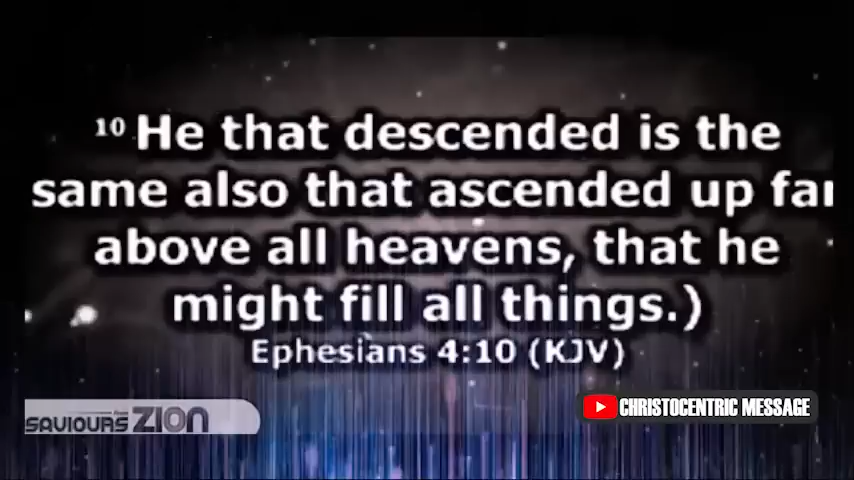 10 He that descended is the
same also that ascended up far
above all heavens, that he
might fill all things.)
Ephesians 4:10 (KJV)
SAVIOURS ZION
CHRISTOCENTRIC MESSAGE